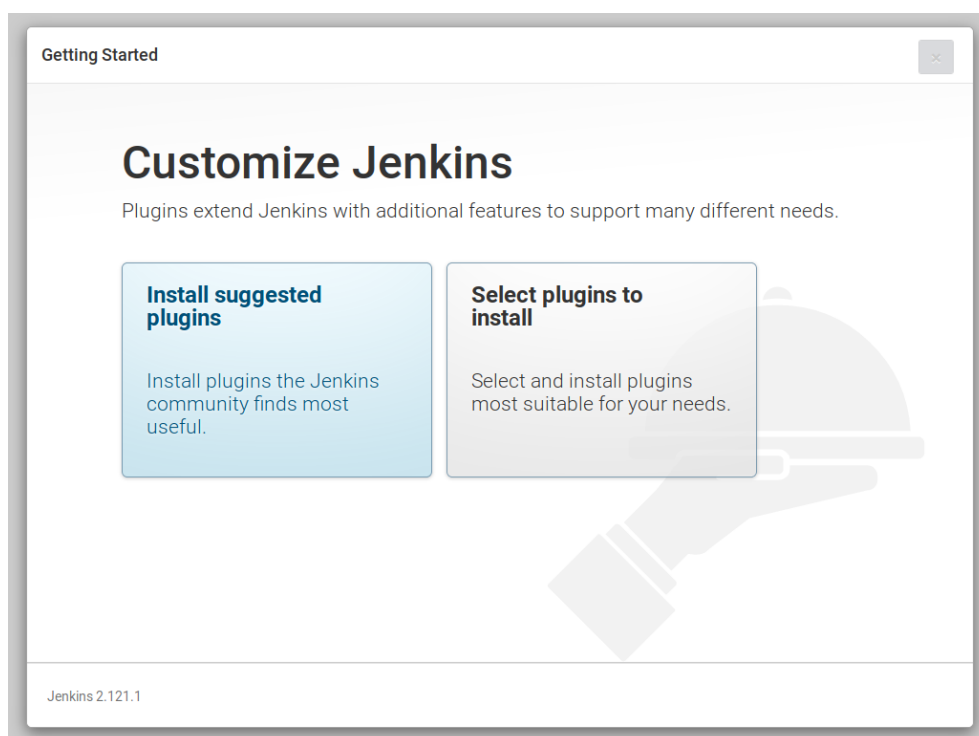 Getting Started
×
Customize Jenkins
Plugins extend Jenkins with additional features to support many different needs.
Install suggested
plugins
Install plugins the Jenkins
community finds most
useful.
Select plugins to
install
Select and install plugins
most suitable for your needs.
Jenkins 2.121.1